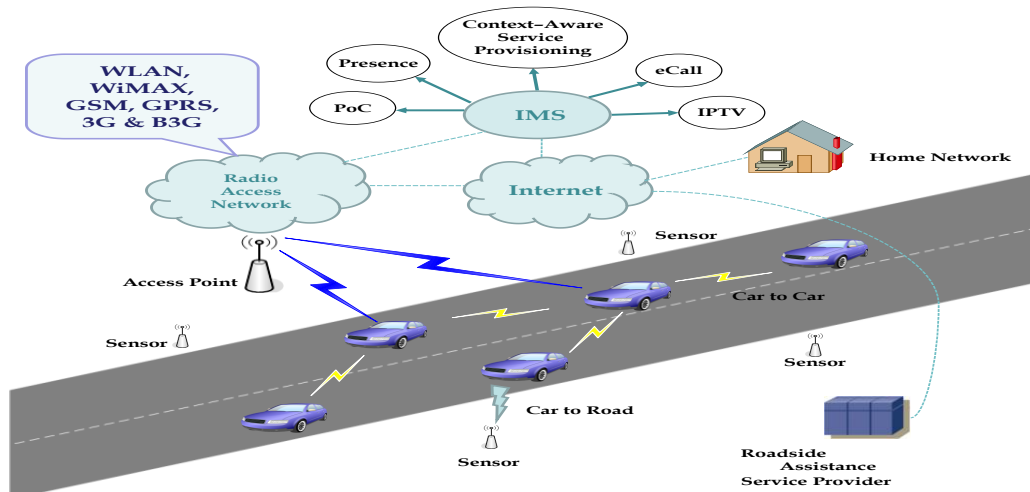 Context-Aware
Service
Provisioning
Presence
eCall
PoC
IMS
IPTV
WLAN,
WiMAX,
GSM, GPRS,
3G & B3G
Radio
Access
Network
Internet
Home Network
Sensor
Access Point
Car to Car
Sensor
Sensor
Car to Road
Sensor
Roadside
Assistance
Service Provider